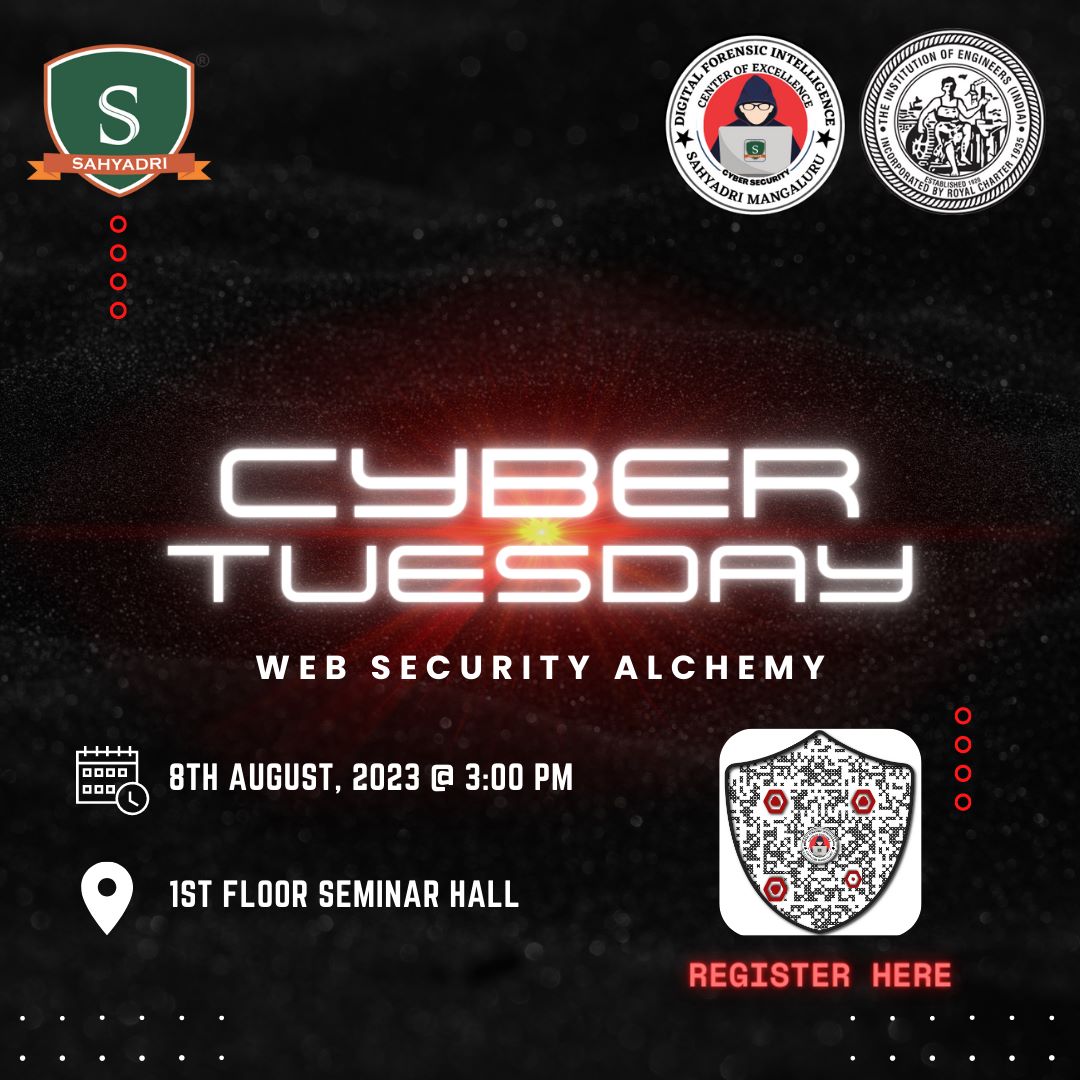 S
SAHYADRI
®
DIGITAL FORENSIC INTELLIGENCE
CENTER OF EXCELLENCE
S
CYBER SECURITY
SAHYADRI MANGALURU
THE INSTITUTION OF ENGINEERS (INDIA)
ESTABLISHED 1920
INCORPORATED BY ROYAL CHARTER 1935
CYBER
TUESDAY
WEB SECURITY ALCHEMY
8TH AUGUST, 2023 @ 3:00 PM
1ST FLOOR SEMINAR HALL
REGISTER HERE